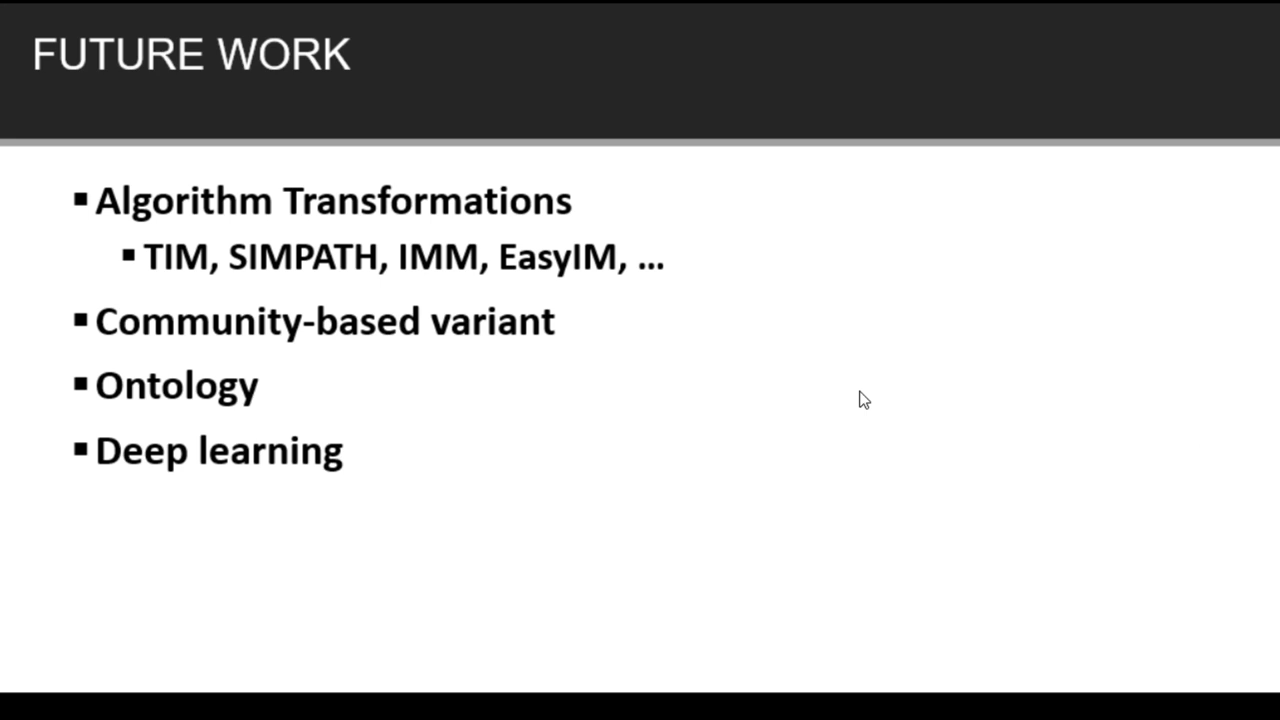 FUTURE WORK
▪ Algorithm Transformations
▪ TIM, SIMPATH, IMM, EasyIM, ...
▪ Community-based variant
▪ Ontology
▪ Deep learning